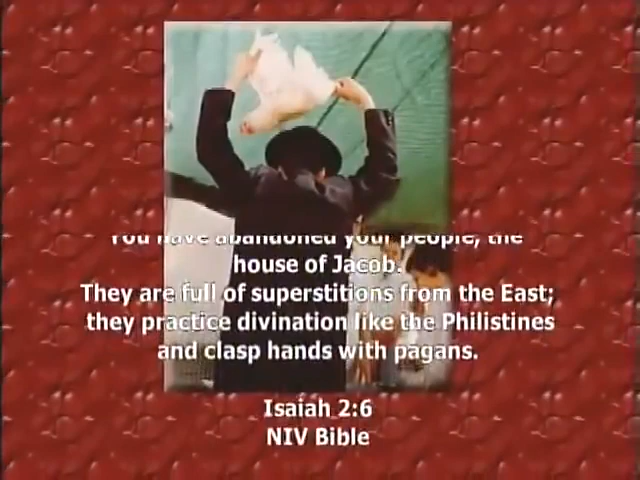 You have abandoned your people, the
house of Jacob.
They are full of superstitions from the East;
they practice divination like the Philistines
and clasp hands with pagans.
Isaiah 2:6
NIV Bible